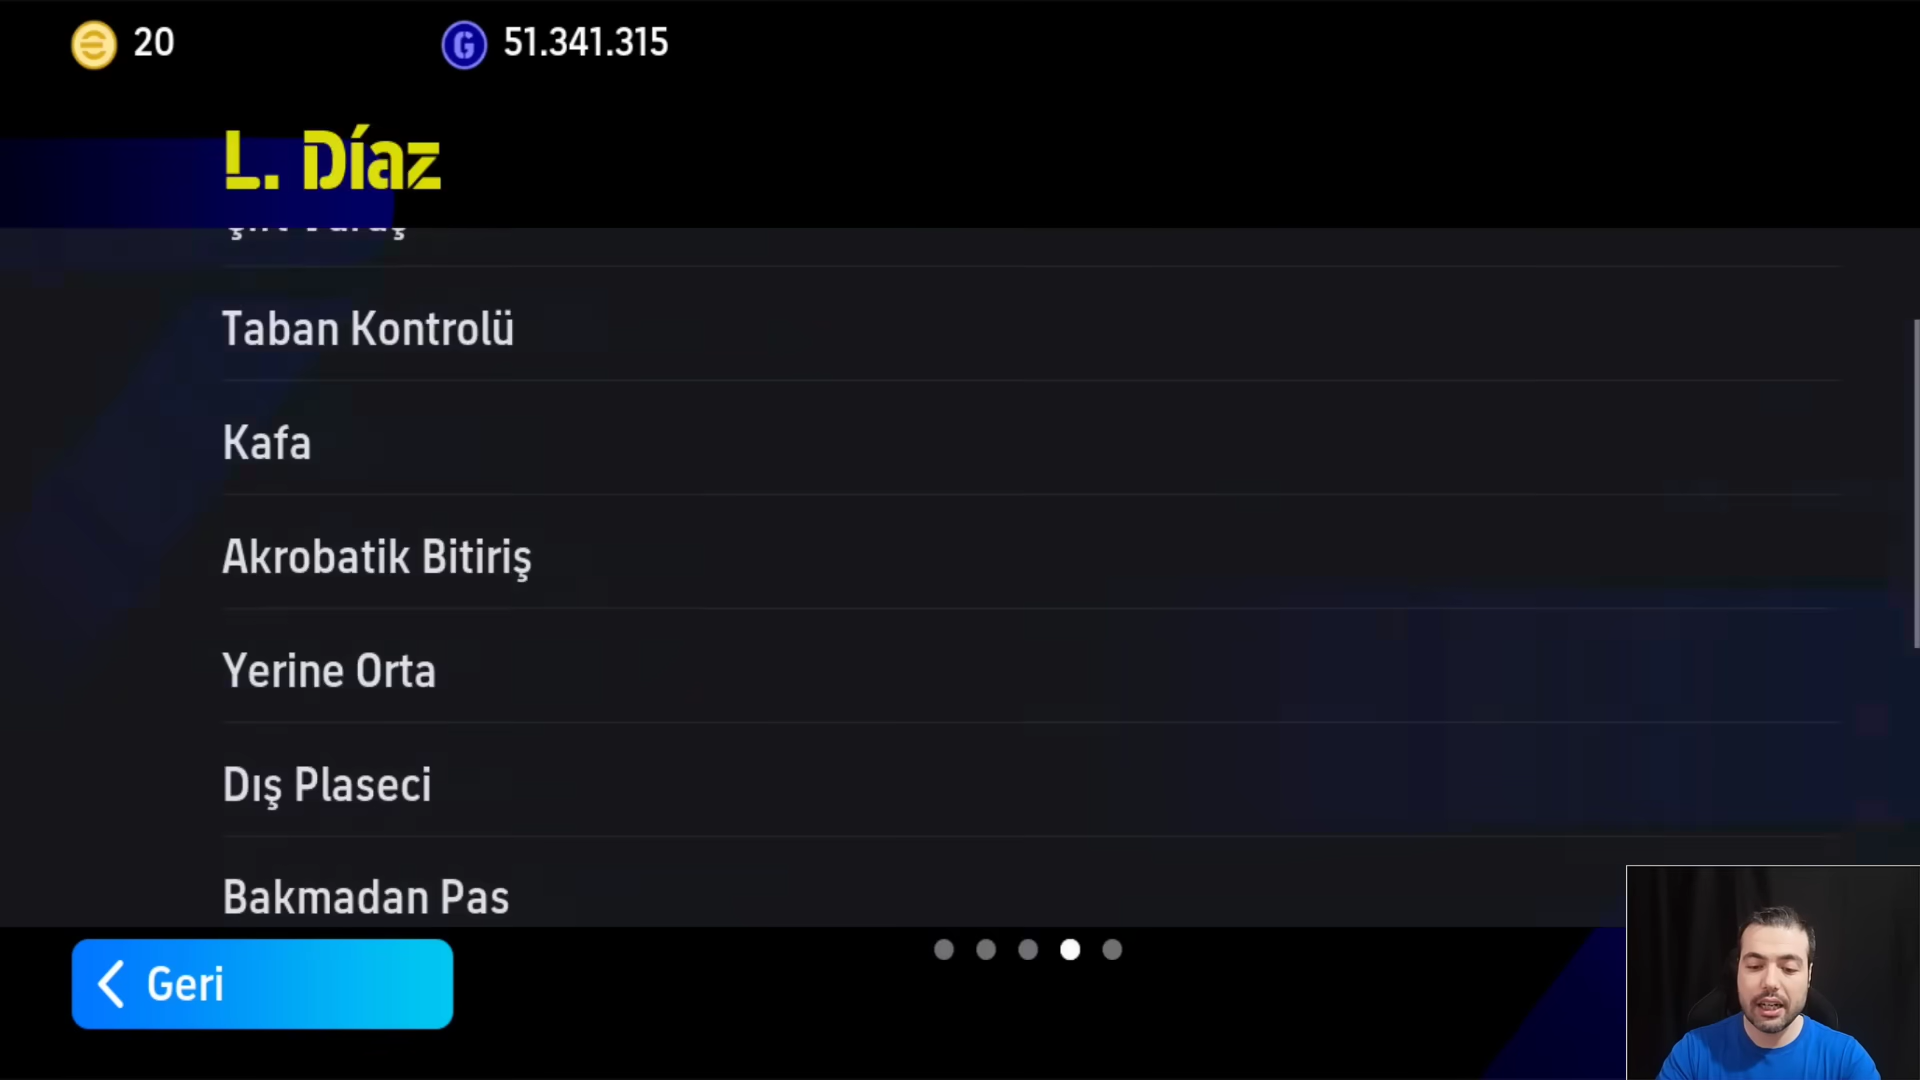 20
51.341.315
L. Díaz
Taban Kontrolü
Kafa
Akrobatik Bitiriş
Yerine Orta
Dış Plaseci
Bakmadan Pas
Geri